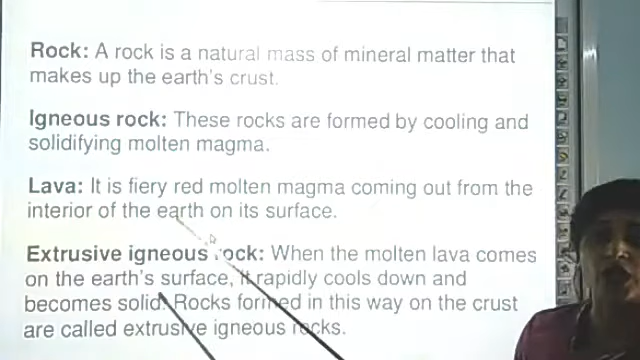 Rock: A rock is a natural mass of mineral matter that
makes up the earth's crust.
Igneous rock: These rocks are formed by cooling and
solidifying molten magma.
Lava: It is fiery red molten magma coming out from the
interior of the earth on its surface.
Extrusive igneous rock: When the molten lava comes
on the earth's surface, it rapidly cools down and
becomes solid. Rocks formed in this way on the crust
are called extrusive igneous rocks.